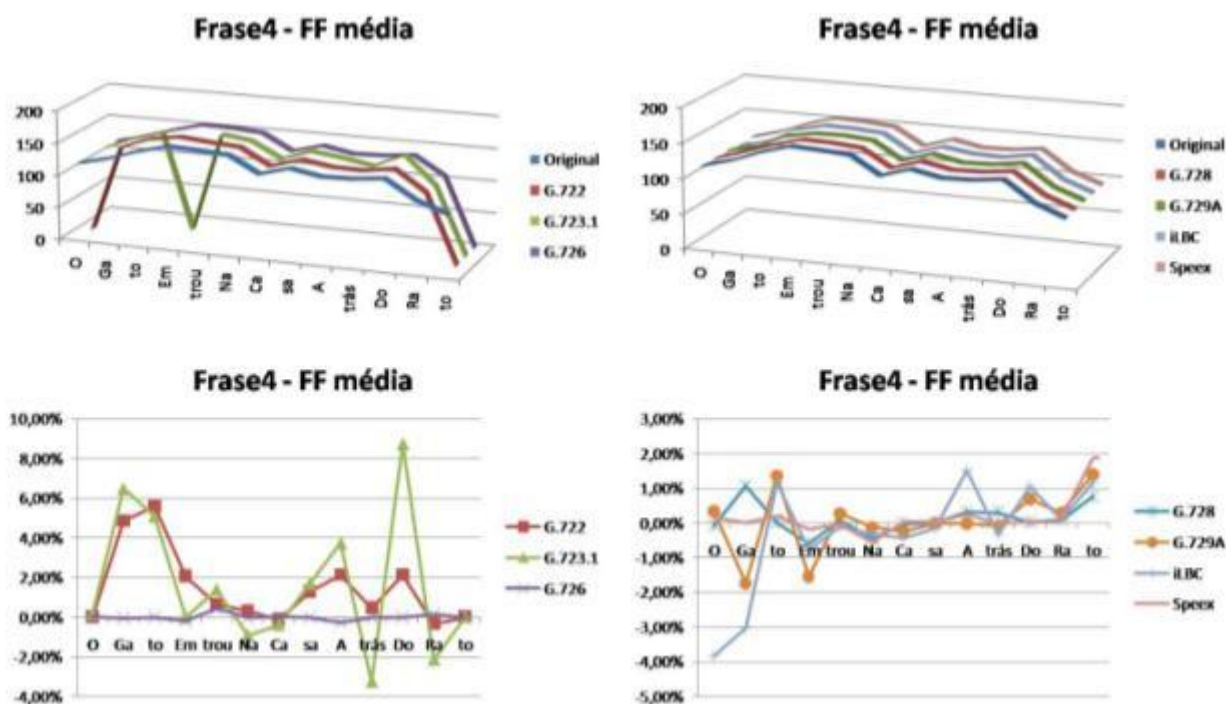 Frase4 - FF média
200
150
100
50
0
O
Ga
to
Em
trou
Na
Ca
sa
A
trás
Do
Ra
to
Original
G.722
G.723.1
G.726
Frase4 - FF média
200
150
100
50
0
O
Ga
to
Em
trou
Na
Ca
sa
A
trás
Do
Ra
to
Original
G.728
G.729A
iLBC
Speex
Frase4 - FF média
10,00%
8,00%
6,00%
4,00%
2,00%
0,00%
-2,00%
-4,00%
O Ga to Em trou Na Ca sa A trás Do Ra to
G.722
G.723.1
G.726
Frase4 - FF média
3,00%
2,00%
1,00%
0,00%
-1,00%
-2,00%
-3,00%
-4,00%
-5,00%
O Ga to Em trou Na Ca sa A trás Do Ra to
G.728
G.729A
iLBC
Speex